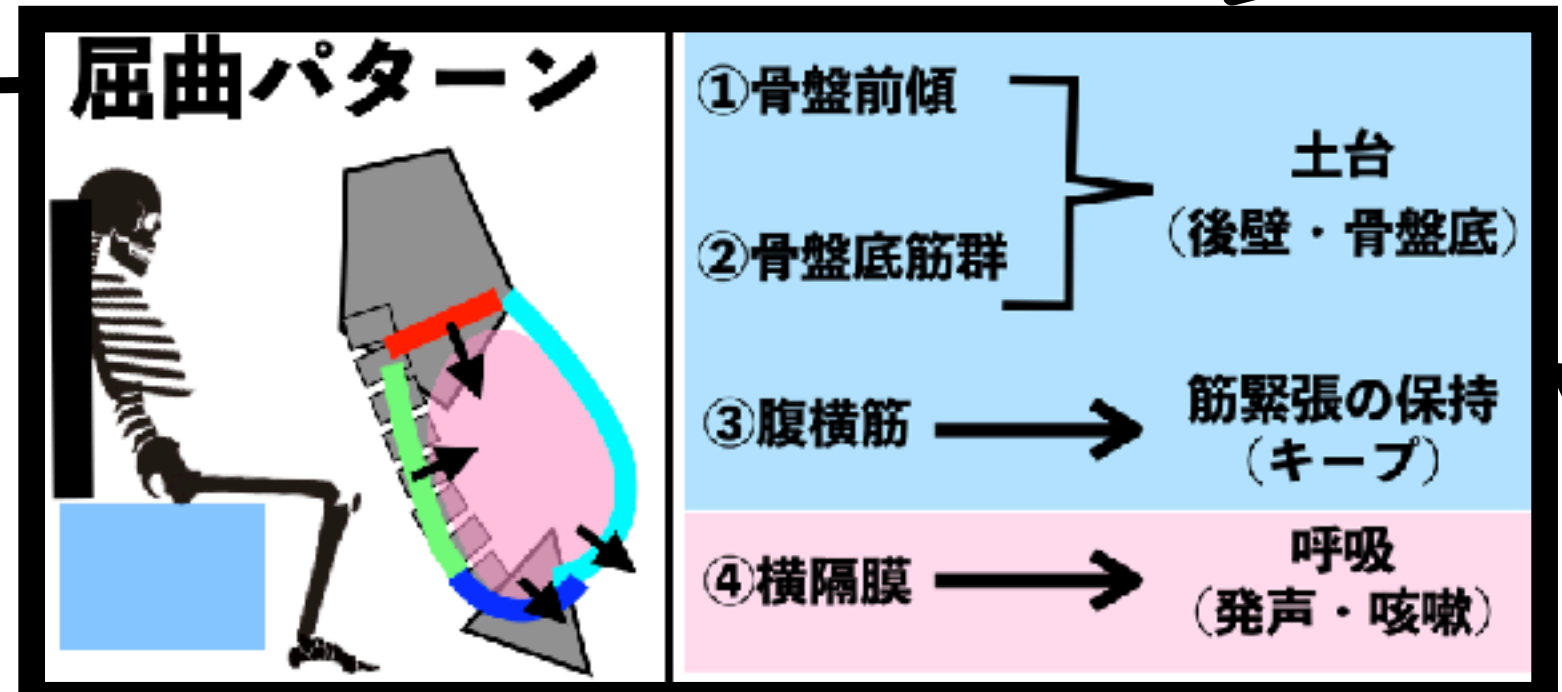 屈曲パターン
①骨盤前傾
②骨盤底筋群
土台
（後壁・骨盤底）
③腹横筋
筋緊張の保持
（キープ）
④横隔膜
呼吸
（発声・咳嗽）